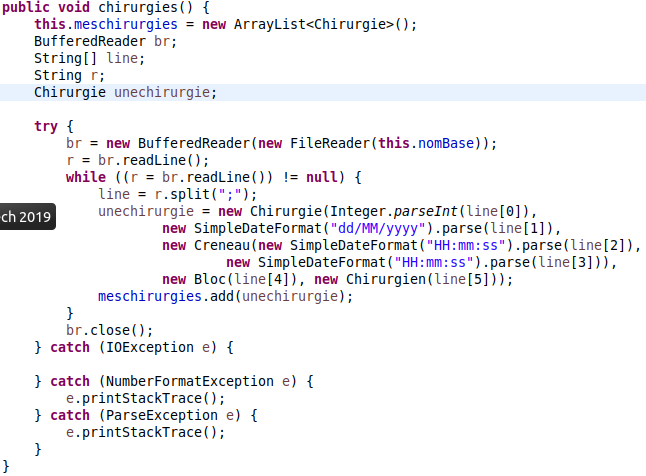 public void chirurgies() {
    this.meschirurgies = new ArrayList<Chirurgie>();
    BufferedReader br;
    String[] line;
    String r;
    Chirurgie unechirurgie;

    try {
        br = new BufferedReader(new FileReader(this.nomBase));
        r = br.readLine();
        while ((r = br.readLine()) != null) {
            line = r.split(";");
ech 2019
            unechirurgie = new Chirurgie(Integer.parseInt(line[0]),
                    new SimpleDateFormat("dd/MM/yyyy").parse(line[1]),
                    new Creneau(new SimpleDateFormat("HH:mm:ss").parse(line[2]),
                            new SimpleDateFormat("HH:mm:ss").parse(line[3])),
                    new Bloc(line[4]), new Chirurgien(line[5]));
            meschirurgies.add(unechirurgie);
        }
        br.close();
    } catch (IOException e) {

    } catch (NumberFormatException e) {
        e.printStackTrace();
    } catch (ParseException e) {
        e.printStackTrace();
    }
}